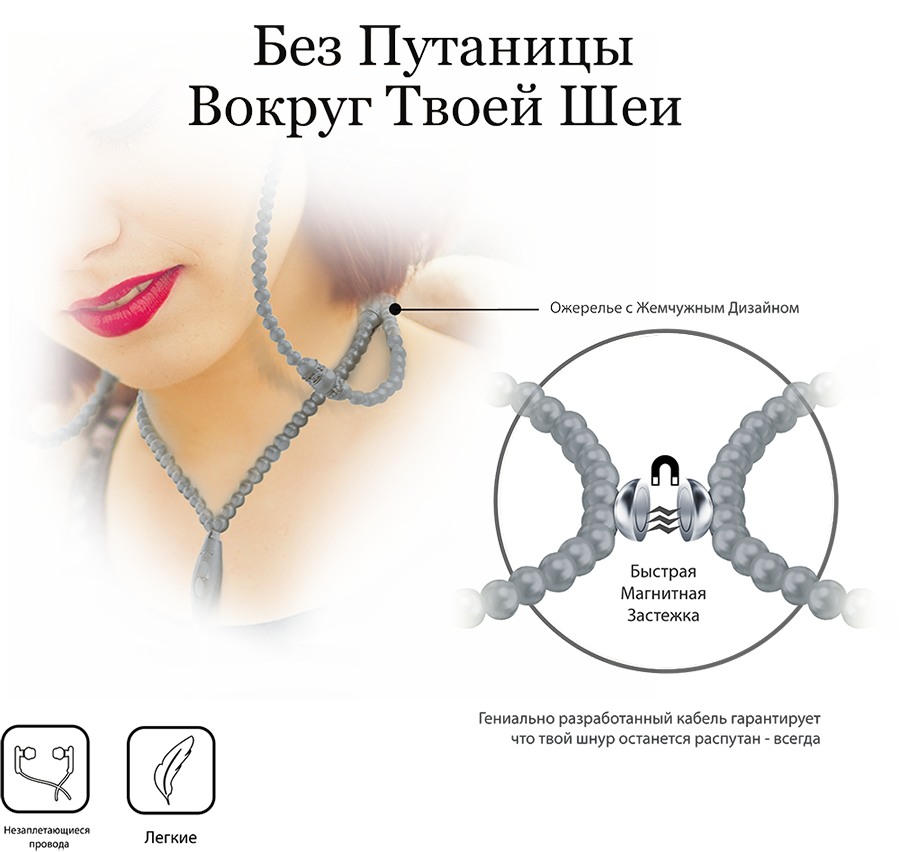 Без Путаницы
Вокруг Твоей Шеи
Ожерелье с Жемчужным Дизайном
Быстрая
Магнитная
Застежка
Гениально разработанный кабель гарантирует
что твой шнур останется распутан - всегда
Незаплетающиеся
провода
Легкие